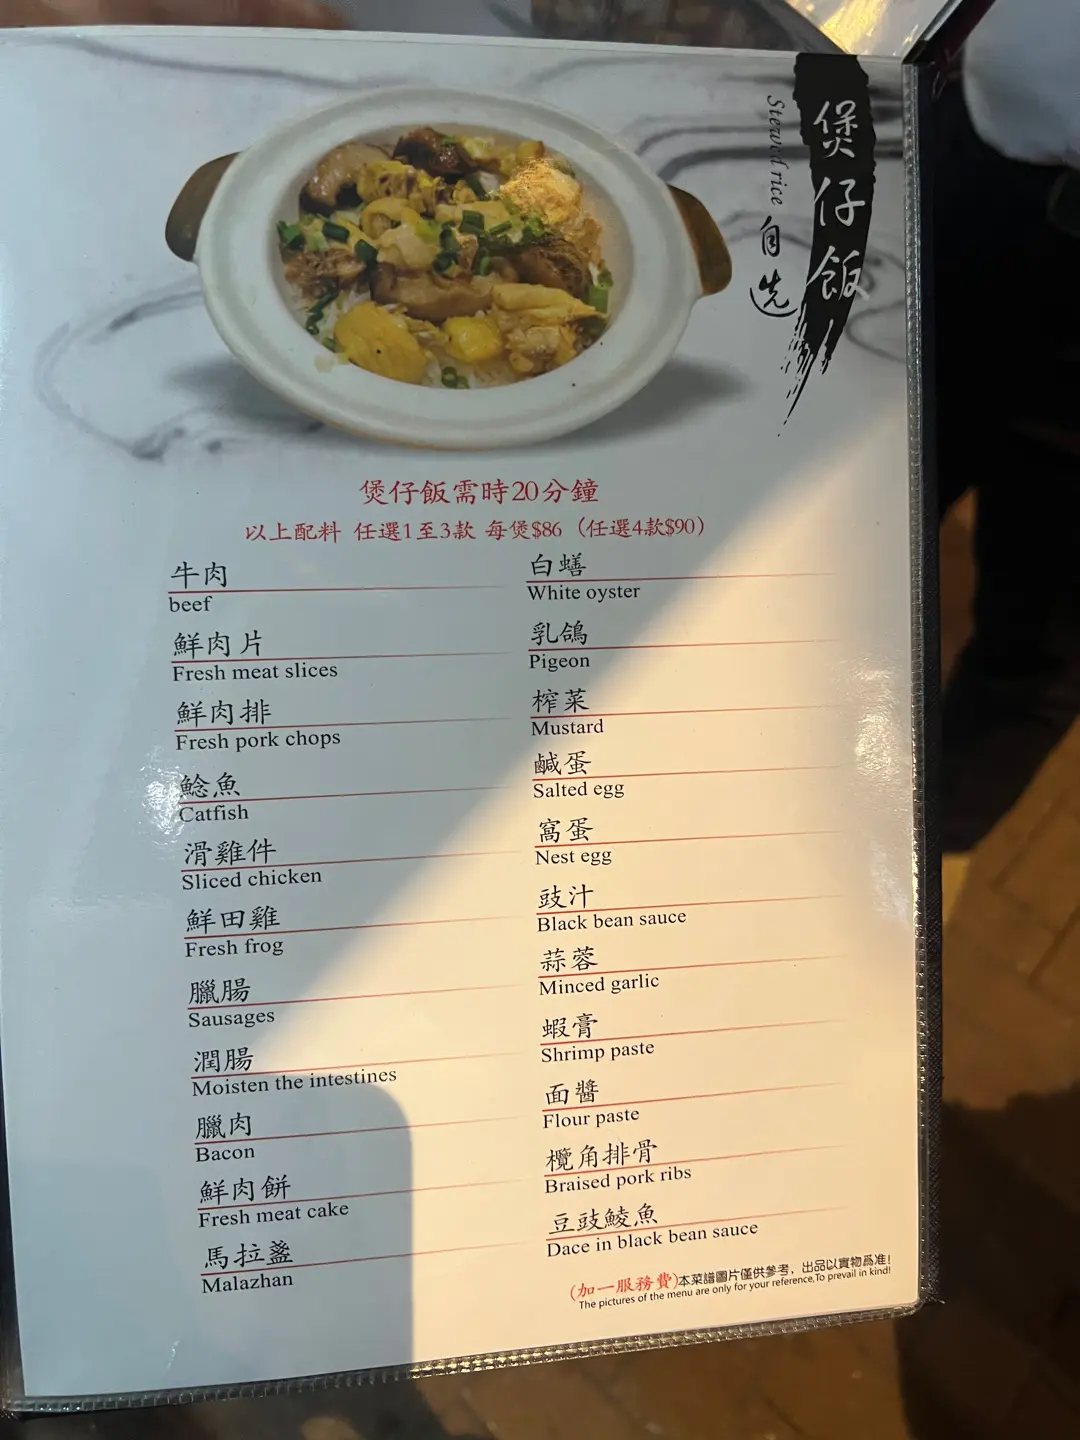 煲仔飯
Stewed rice
自选
煲仔飯需時20分鐘
以上配料 任選1至3款 每煲$86（任選4款$90）
牛肉
beef
鮮肉片
Fresh meat slices
鮮肉排
Fresh pork chops
鯰魚
Catfish
滑雞件
Sliced chicken
鮮田雞
Fresh frog
臘腸
Sausages
潤腸
Moisten the intestines
臘肉
Bacon
鮮肉餅
Fresh meat cake
馬拉盞
Malazhan
白蟮
White oyster
乳鴿
Pigeon
榨菜
Mustard
鹹蛋
Salted egg
窩蛋
Nest egg
豉汁
Black bean sauce
蒜蓉
Minced garlic
蝦膏
Shrimp paste
面醬
Flour paste
欖角排骨
Braised pork ribs
豆豉鯪魚
Dace in black bean sauce
(加一服務費)本菜譜圖片僅供參考，出品以實物爲准!
The pictures of the menu are only for your reference,To prevail in kind!